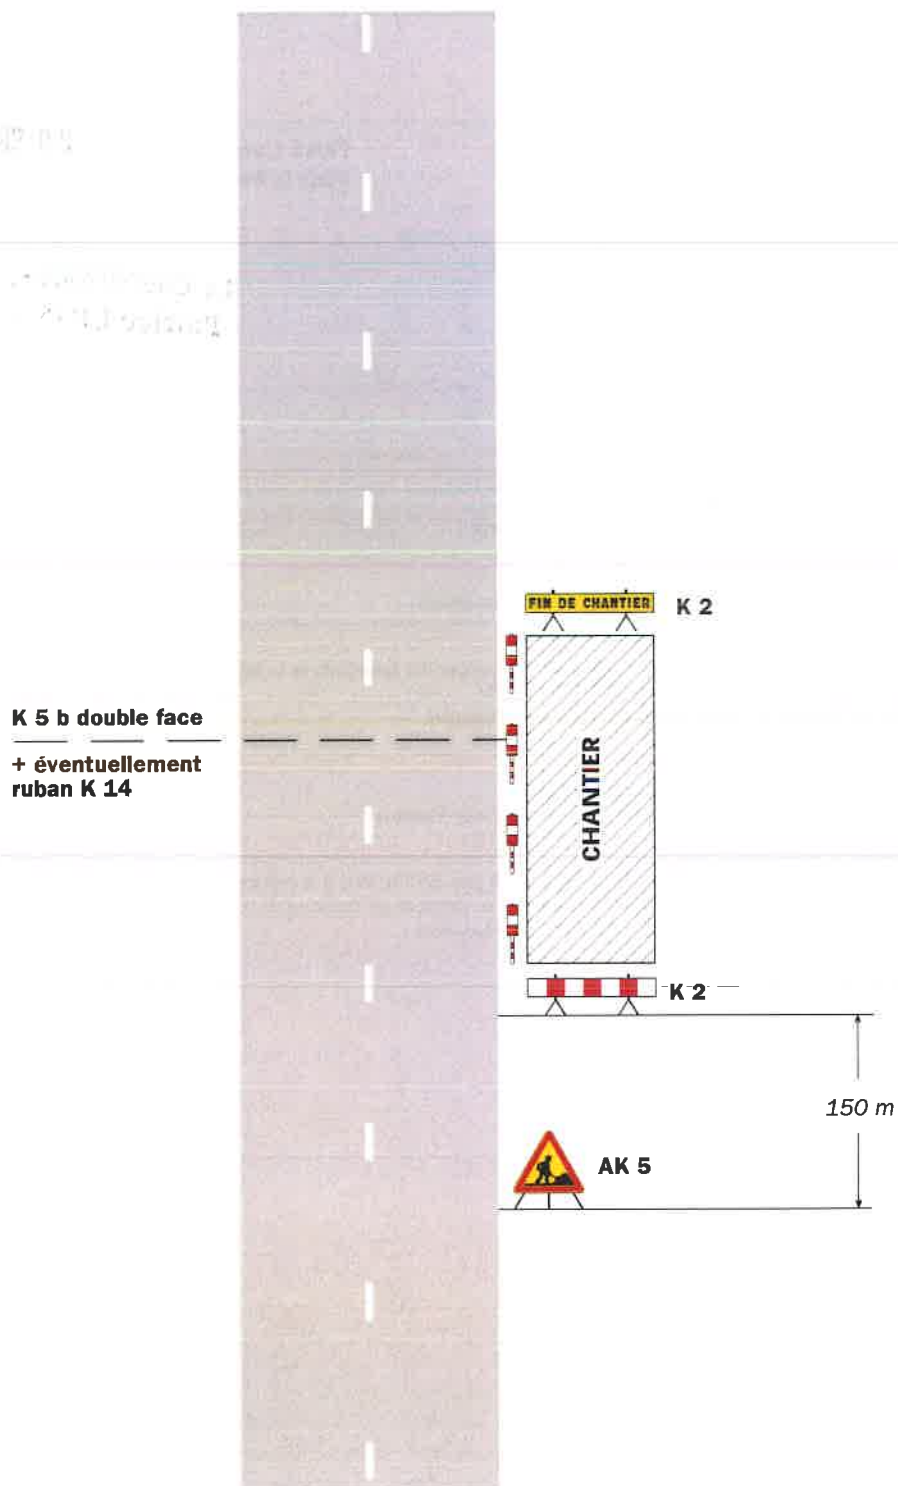 FIN DE CHANTIER
K 2
K 5 b double face
+ éventuellement
ruban K 14
CHANTIER
K 2
150 m
AK 5